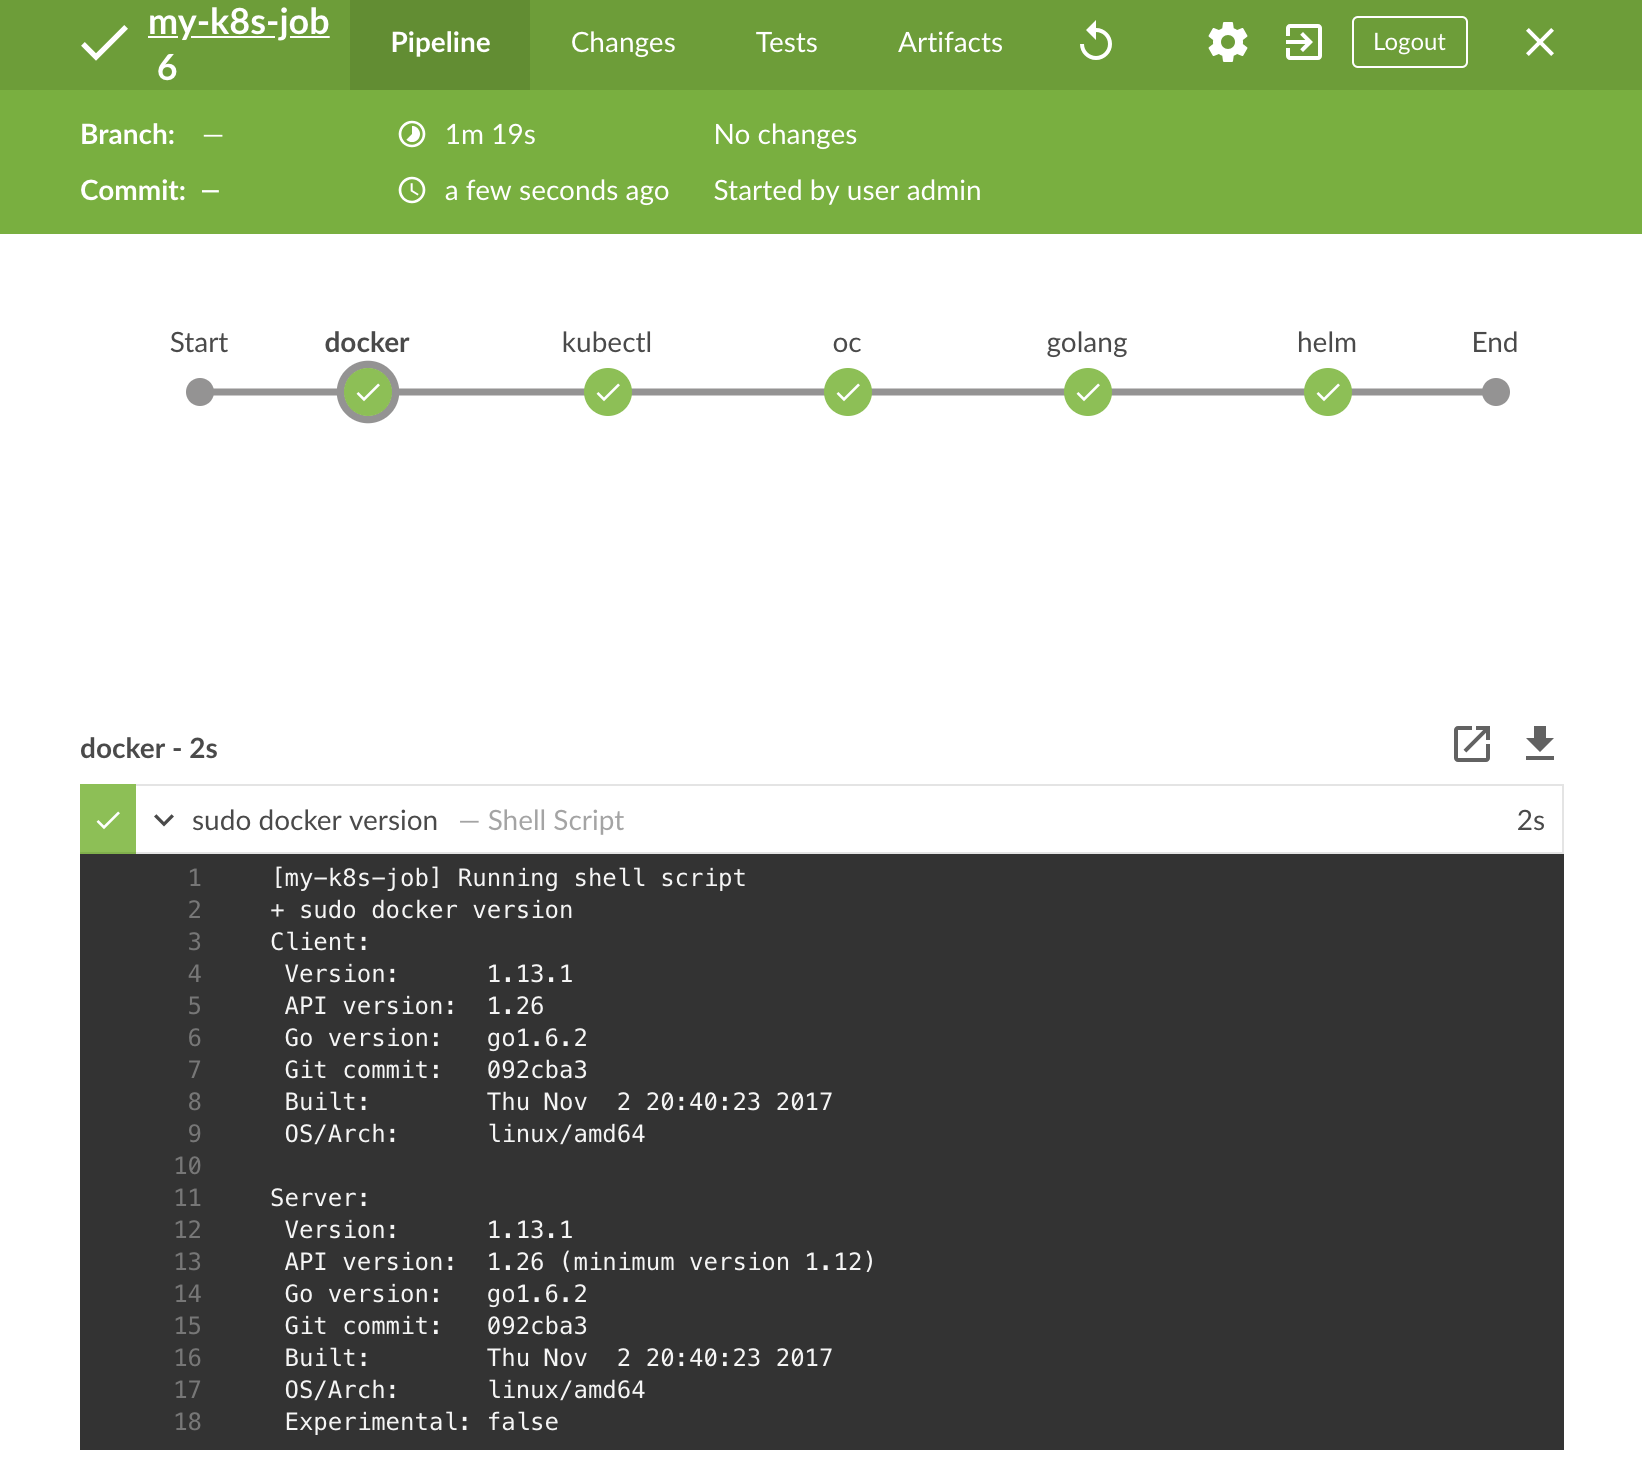 my-k8s-job
6
Pipeline
Changes
Tests
Artifacts
Logout
Branch: —
1m 19s
No changes
Commit: —
a few seconds ago
Started by user admin
Start
docker
kubectl
oc
golang
helm
End
docker - 2s
sudo docker version — Shell Script
2s
1 [my-k8s-job] Running shell script
2 + sudo docker version
3 Client:
4  Version:      1.13.1
5  API version:  1.26
6  Go version:   go1.6.2
7  Git commit:   092cba3
8  Built:        Thu Nov  2 20:40:23 2017
9  OS/Arch:      linux/amd64
10
11 Server:
12  Version:      1.13.1
13  API version:  1.26 (minimum version 1.12)
14  Go version:   go1.6.2
15  Git commit:   092cba3
16  Built:        Thu Nov  2 20:40:23 2017
17  OS/Arch:      linux/amd64
18  Experimental: false